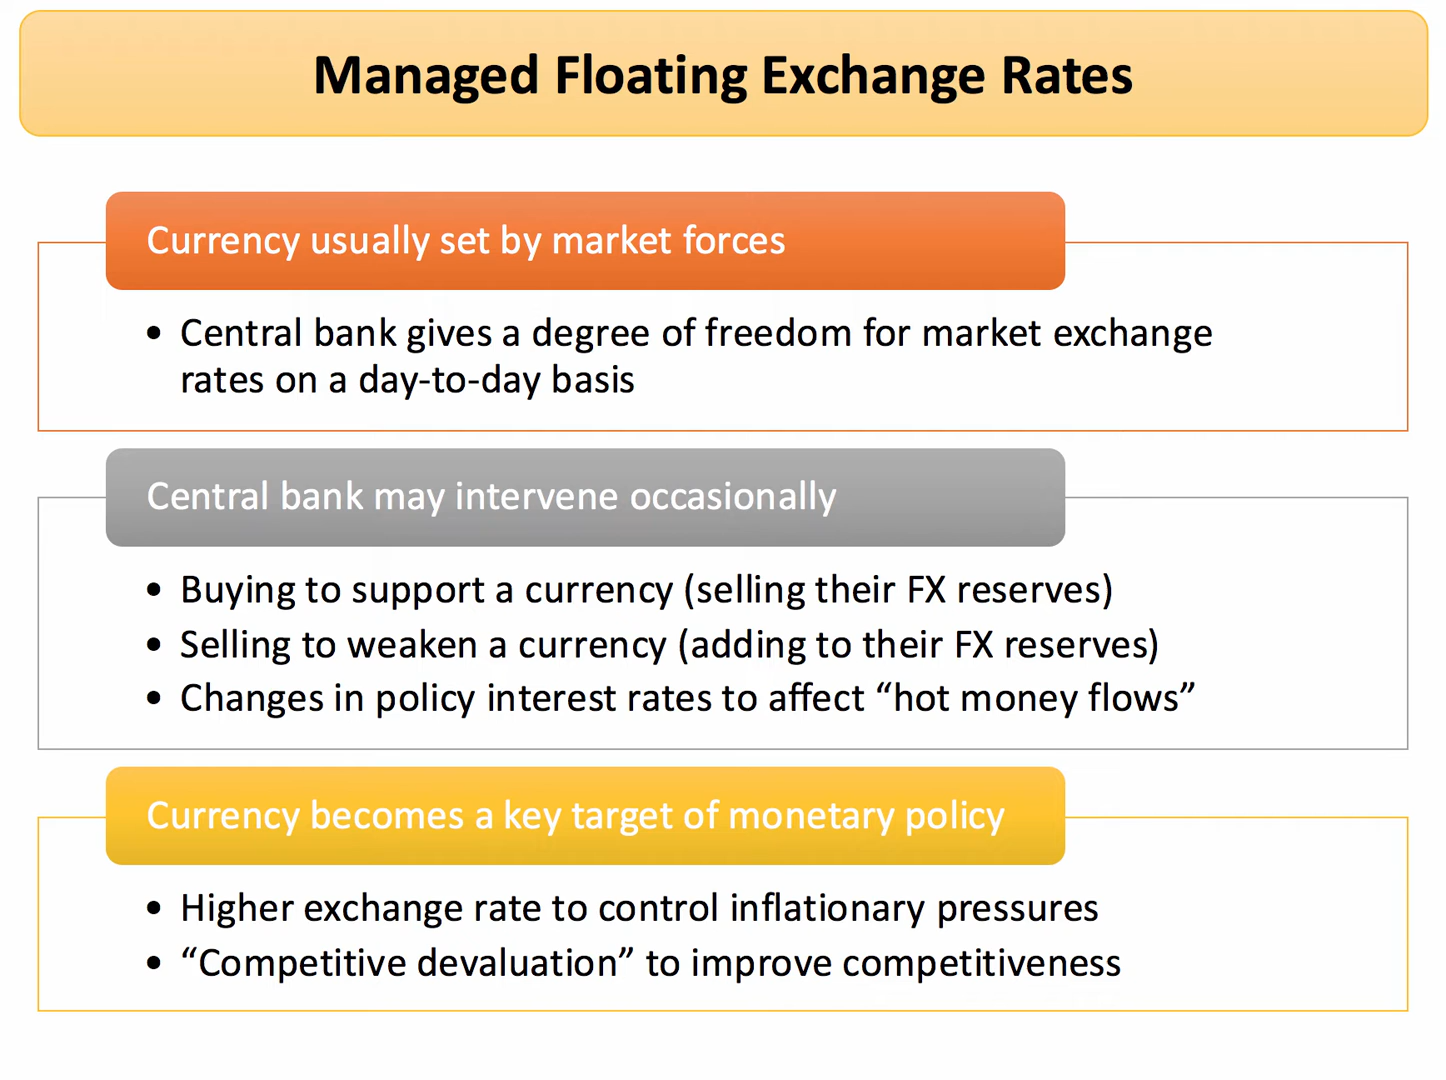 Managed Floating Exchange Rates
Currency usually set by market forces
• Central bank gives a degree of freedom for market exchange
rates on a day-to-day basis
Central bank may intervene occasionally
• Buying to support a currency (selling their FX reserves)
• Selling to weaken a currency (adding to their FX reserves)
• Changes in policy interest rates to affect “hot money flows”
Currency becomes a key target of monetary policy
• Higher exchange rate to control inflationary pressures
• “Competitive devaluation” to improve competitiveness